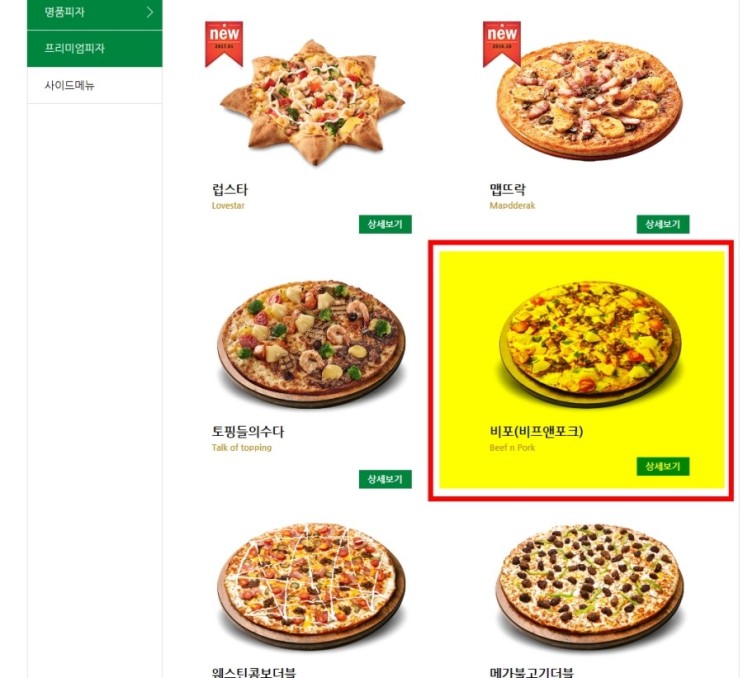 명품피자
프리미엄피자
사이드메뉴
new
2017.01
new
2016.10
럽스타
Lovestar
상세보기
맵뜨락
Mapdderak
상세보기
토핑들의수다
Talk of topping
상세보기
비포(비프앤포크)
Beef n Pork
상세보기
웨스틴콤보더블
메가불고기더블